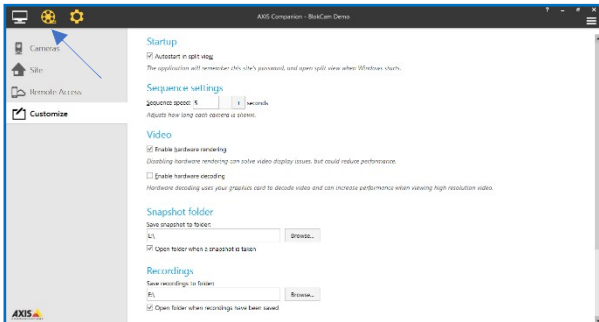 AXIS Companion - BlokCam Demo
Cameras
Site
Remote Access
Customize
Startup
Autostart in split view
The application will remember this site's password, and open split view when Windows starts.
Sequence settings
Sequence speed: 5 seconds
Adjusts how long each camera is shown.
Video
Enable hardware rendering
Disabling hardware rendering can solve video display issues, but could reduce performance.
Enable hardware decoding
Hardware decoding uses your graphics card to decode video and can increase performance when viewing high resolution video.
Snapshot folder
Save snapshot to folder:
E:\
Browse...
Open folder when a snapshot is taken
Recordings
Save recordings to folder:
E:\
Browse...
Open folder when recordings have been saved
AXIS